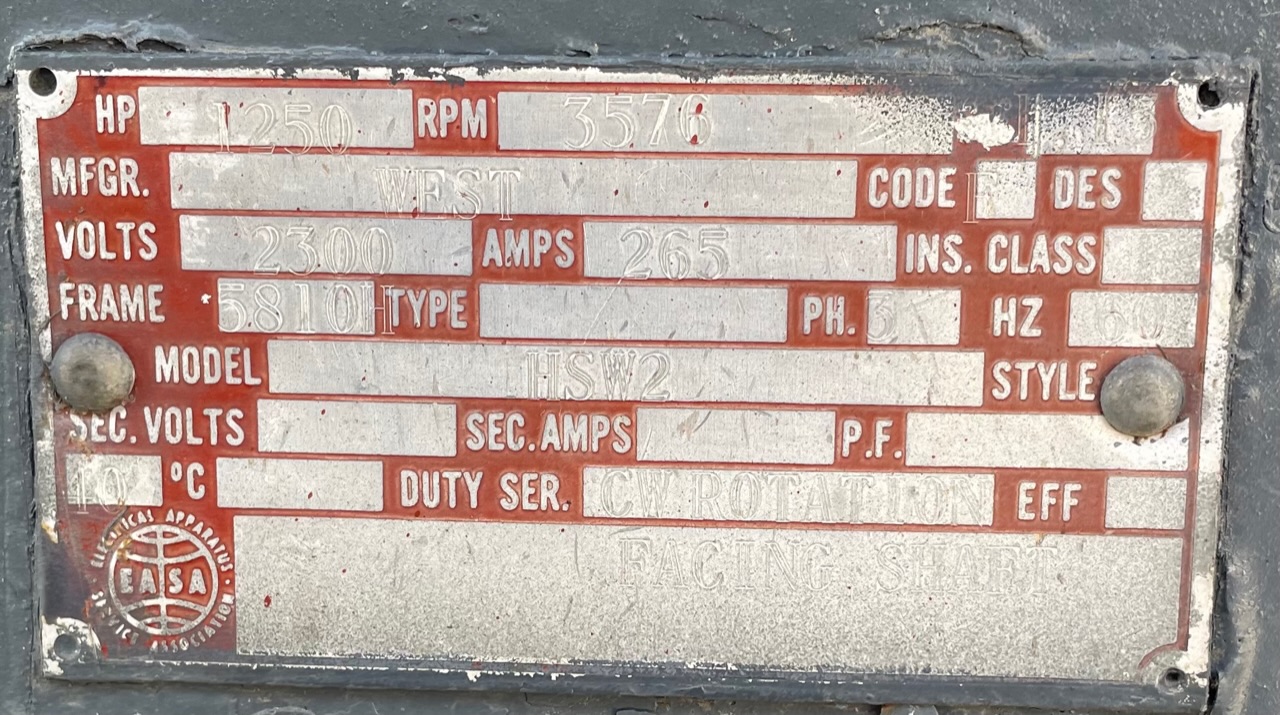 HP 1250 RPM 3576
MFGR. WEST CODE F DES
VOLTS 2300 AMPS 265 INS. CLASS
FRAME 5810H TYPE PH. 3 HZ 60
MODEL HSW2 STYLE
SEC. VOLTS SEC. AMPS P.F.
40 °C DUTY SER. CW ROTATION EFF
FACING SHAFT
ELECTRICAL APPARATUS
EASA
SERVICE ASSOCIATION